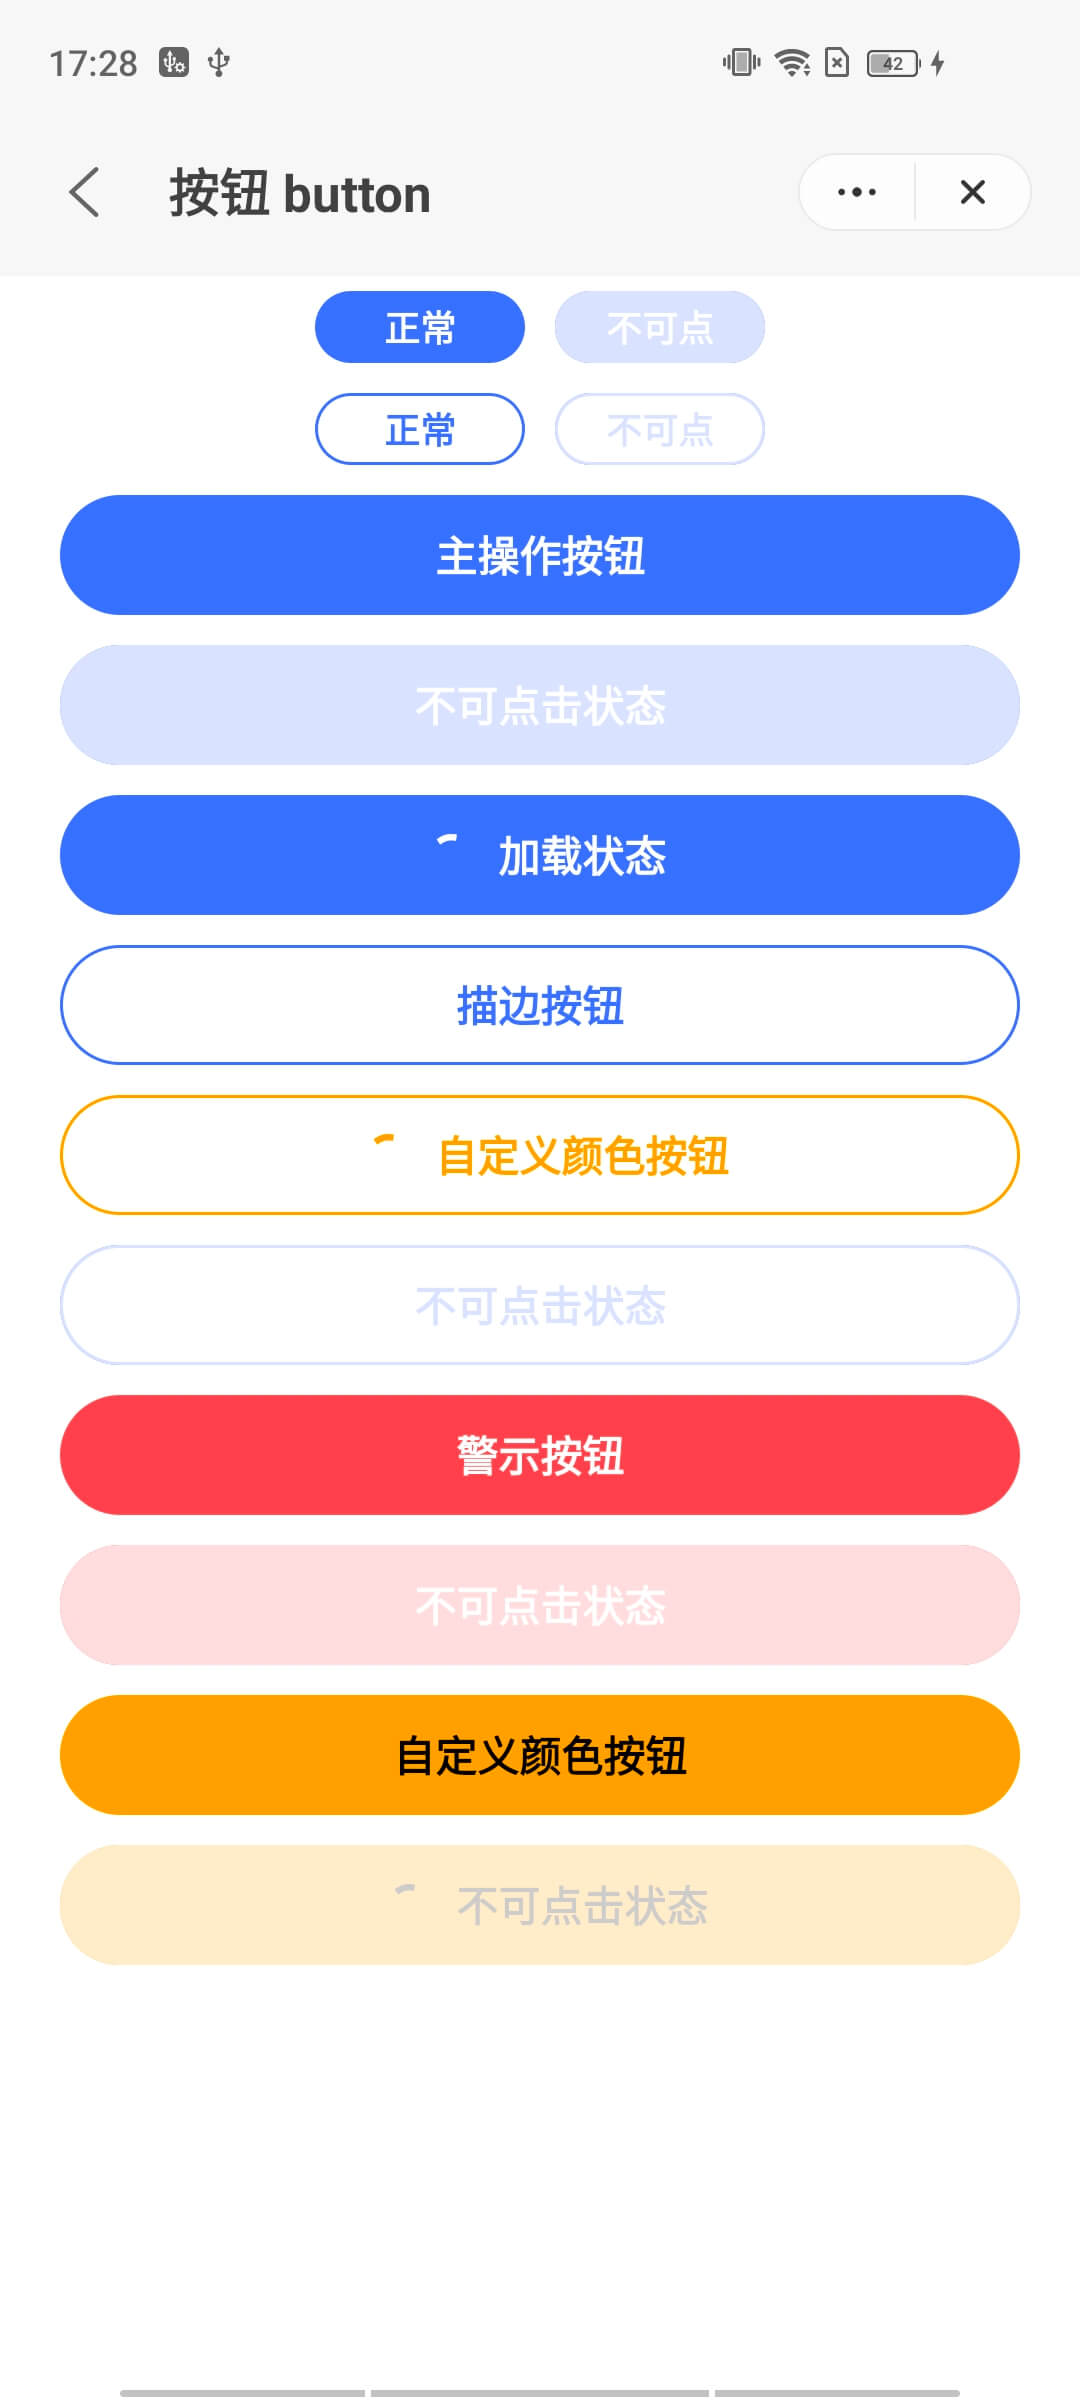 17:28
42
按钮 button
正常 不可点
正常 不可点
主操作按钮
不可点击状态
加载状态
描边按钮
自定义颜色按钮
不可点击状态
警示按钮
不可点击状态
自定义颜色按钮
不可点击状态